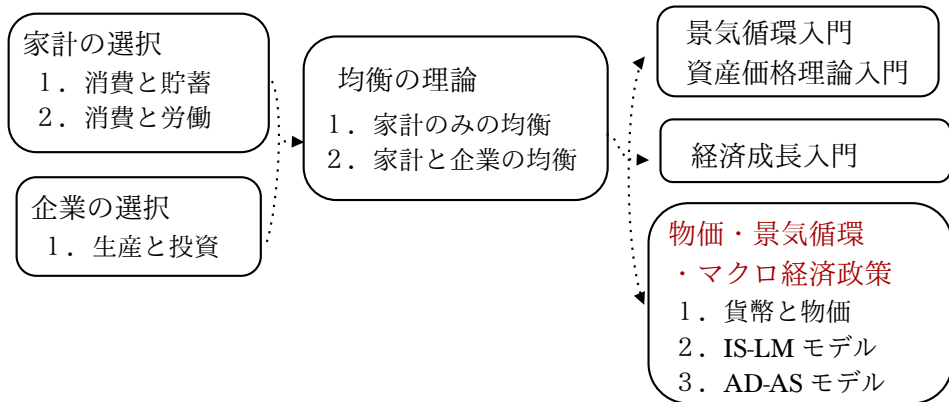 家計の選択
１．消費と貯蓄
２．消費と労働
企業の選択
１．生産と投資
均衡の理論
１．家計のみの均衡
２．家計と企業の均衡
景気循環入門
資産価格理論入門
経済成長入門
物価・景気循環
・マクロ経済政策
１．貨幣と物価
２．IS-LM モデル
３．AD-AS モデル